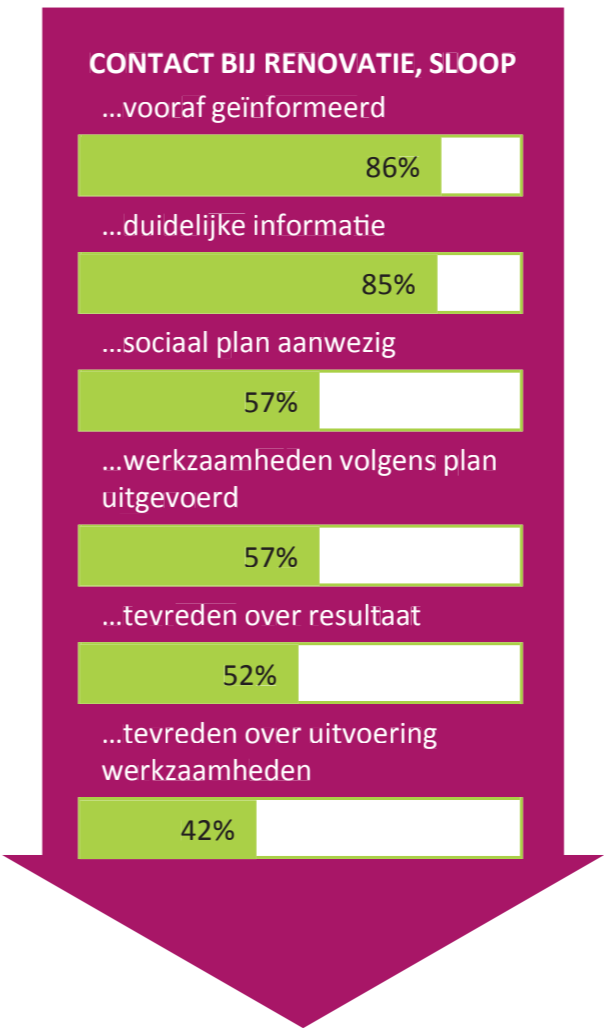 CONTACT BIJ RENOVATIE, SLOOP
...vooraf geïnformeerd
86%
...duidelijke informatie
85%
...sociaal plan aanwezig
57%
...werkzaamheden volgens plan
uitgevoerd
57%
...tevreden over resultaat
52%
...tevreden over uitvoering
werkzaamheden
42%